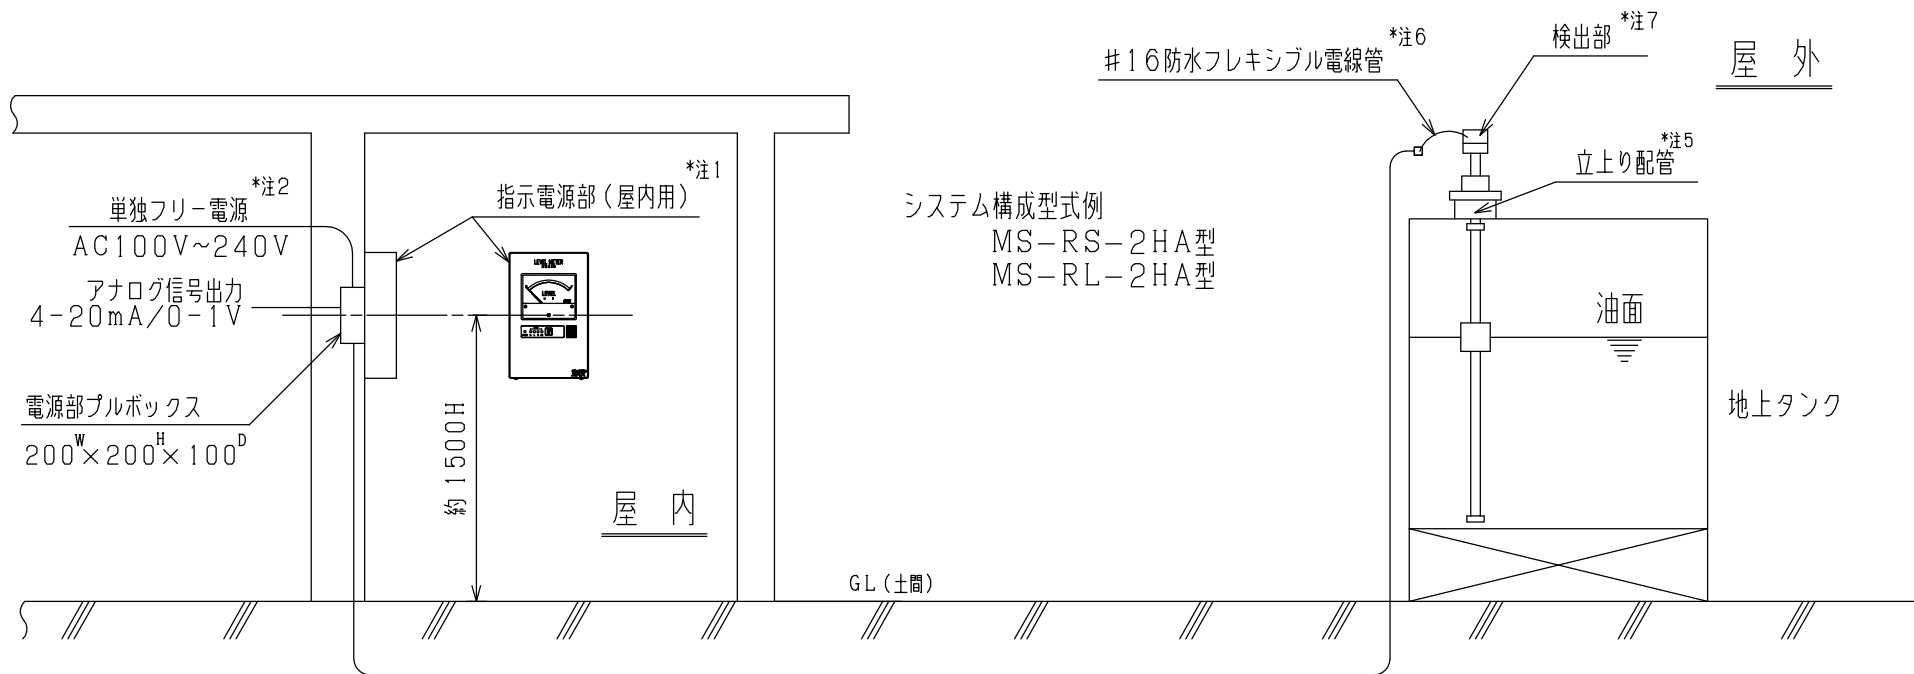 *注7
検出部
*注6
#16防水フレキシブル電線管
屋 外
*注5
立上り配管
*注2
単独フリー電源
AC100V~240V
アナログ信号出力
4-20mA/0-1V
*注1
指示電源部(屋内用)
LEVEL METER
LEVEL
システム構成型式例
MS-RS-2HA型
MS-RL-2HA型
油面
地上タンク
電源部プルボックス
200W×200H×100D
約1500H
屋 内
GL(土間)